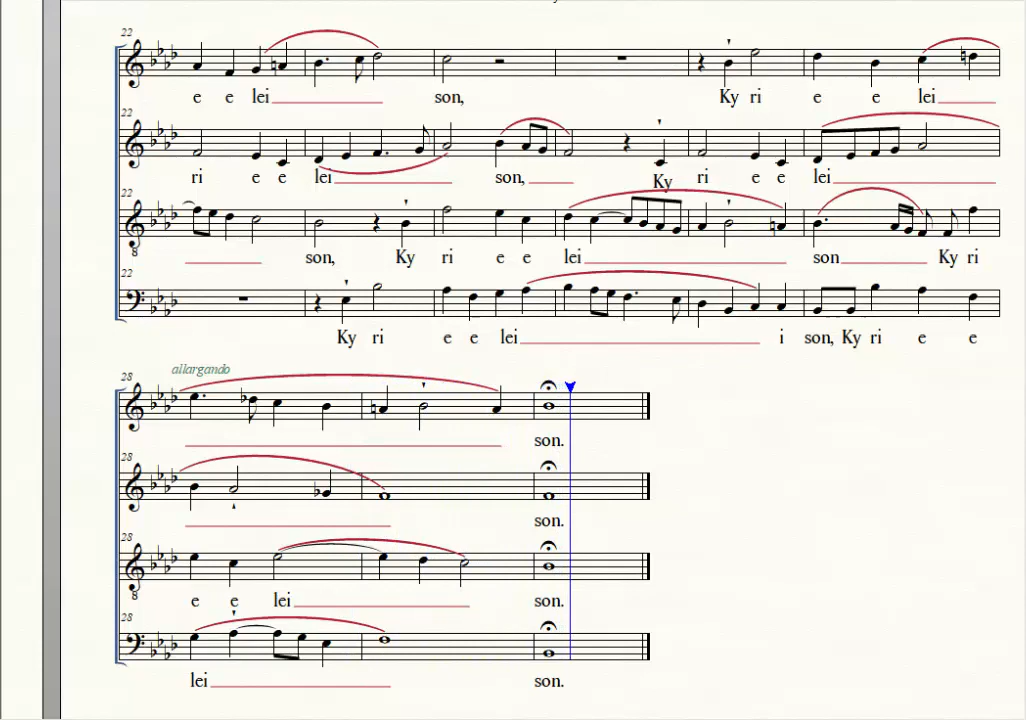 22
e e lei son, Ky ri e e lei
22
ri e e lei son, Ky ri e e lei
22
8
son, Ky ri e e lei son Ky ri
22
Ky ri e e lei i son, Ky ri e e
allargando
28
son.
28
son.
28
8
e e lei son.
28
lei son.